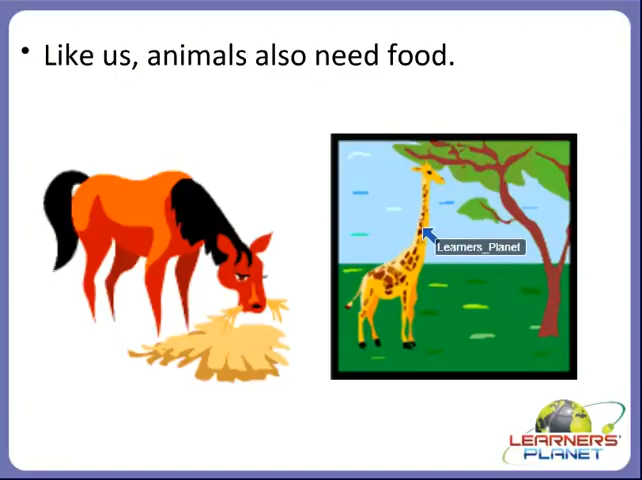 • Like us, animals also need food.
Learners_Planet
LEARNERS'
PLANET